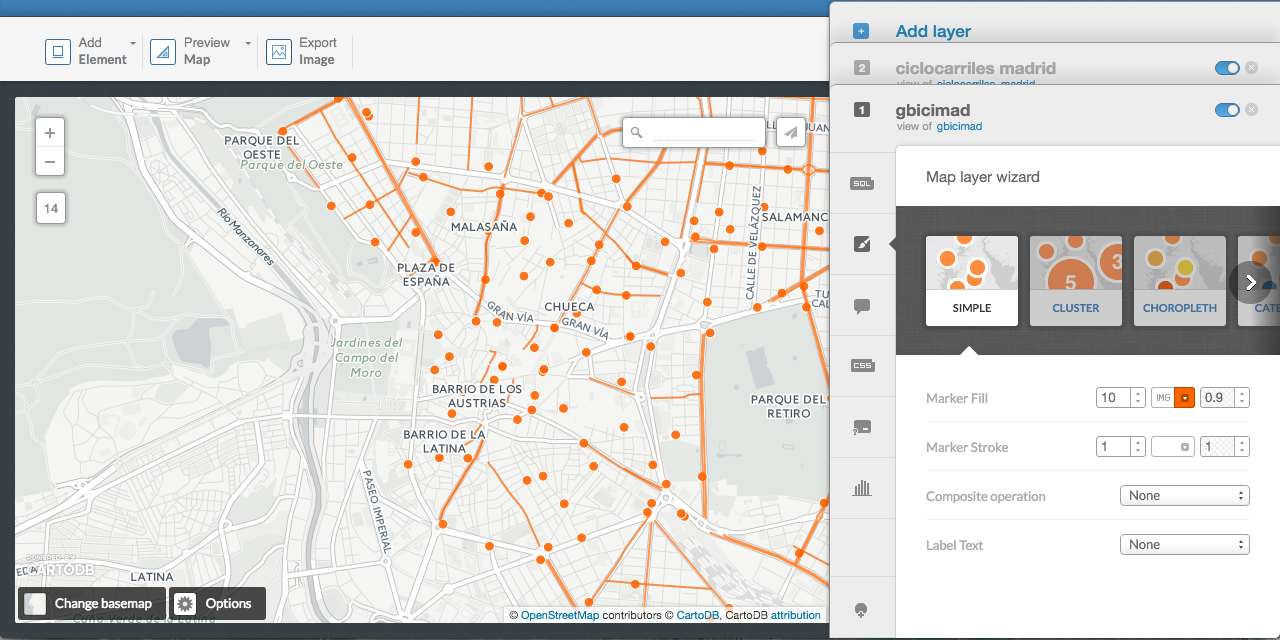 Add
Element
Preview
Map
Export
Image
+
−
14
PARQUE DEL
OESTE
Parque del Oeste
Río Manzanares
MALASAÑA
PLAZA DE
ESPAÑA
GRAN VÍA
CHUECA
GRAN VÍA
CALLE DE VELÁZQUEZ
SALAMANC
JUAN
Jardines del
Campo del
Moro
BARRIO DE LOS
AUSTRIAS
BARRIO DE LA
LATINA
PARQUE DEL
RETIRO
PASEO IMPERIAL
POWERED BY
CARTODB
LATINA
Change basemap
Options
© OpenStreetMap contributors © CartoDB, CartoDB attribution
+
Add layer
2
ciclocarriles madrid
view of ciclocarriles_madrid
1
gbicimad
view of gbicimad
SQL
CSS
Map layer wizard
5
3
SIMPLE
CLUSTER
CHOROPLETH
CATE
Marker Fill
10
IMG
0.9
Marker Stroke
1
1
Composite operation
None
Label Text
None